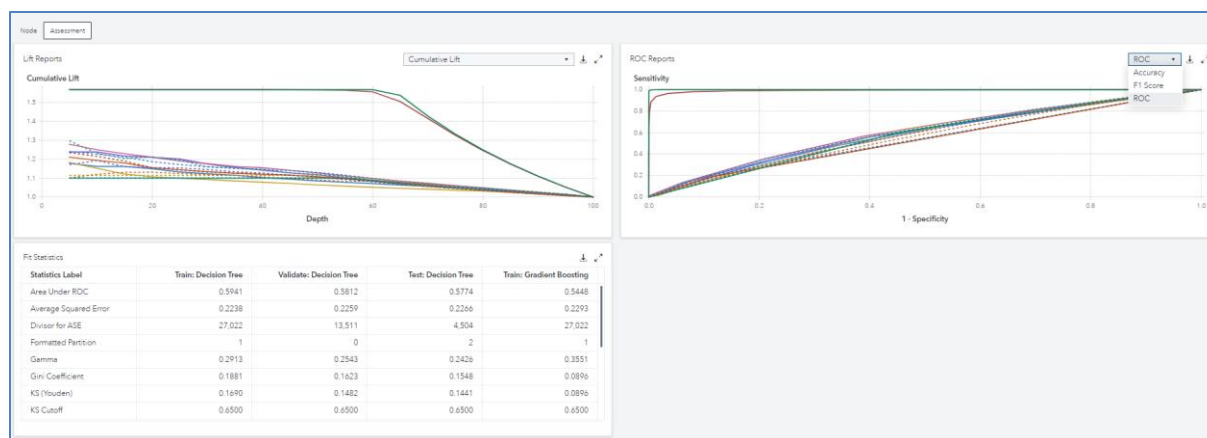 Node Assessment
Lift Reports
Cumulative Lift
Cumulative Lift
1.5
1.4
1.3
1.2
1.1
1.0
0 20 40 60 80 100
Depth
ROC Reports
ROC
Accuracy
F1 Score
ROC
Sensitivity
1.0
0.8
0.6
0.4
0.2
0.0
0.0 0.2 0.4 0.6 0.8 1.0
1 - Specificity
Fit Statistics
Statistics Label Train: Decision Tree Validate: Decision Tree Test: Decision Tree Train: Gradient Boosting
Area Under ROC 0.5941 0.5812 0.5774 0.5448
Average Squared Error 0.2238 0.2259 0.2266 0.2293
Divisor for ASE 27,022 13,511 4,504 27,022
Formatted Partition 1 0 2 1
Gamma 0.2913 0.2543 0.2426 0.3551
Gini Coefficient 0.1881 0.1623 0.1548 0.0896
KS (Youden) 0.1690 0.1482 0.1441 0.0896
KS Cutoff 0.6500 0.6500 0.6500 0.6500